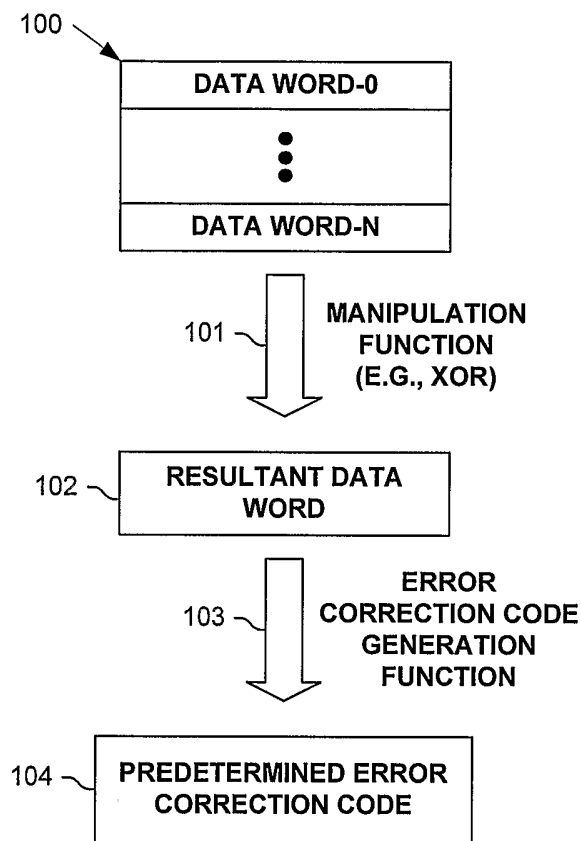 100
DATA WORD-0
DATA WORD-N
101
MANIPULATION
FUNCTION
(E.G., XOR)
102
RESULTANT DATA
WORD
103
ERROR
CORRECTION CODE
GENERATION
FUNCTION
104
PREDETERMINED ERROR
CORRECTION CODE